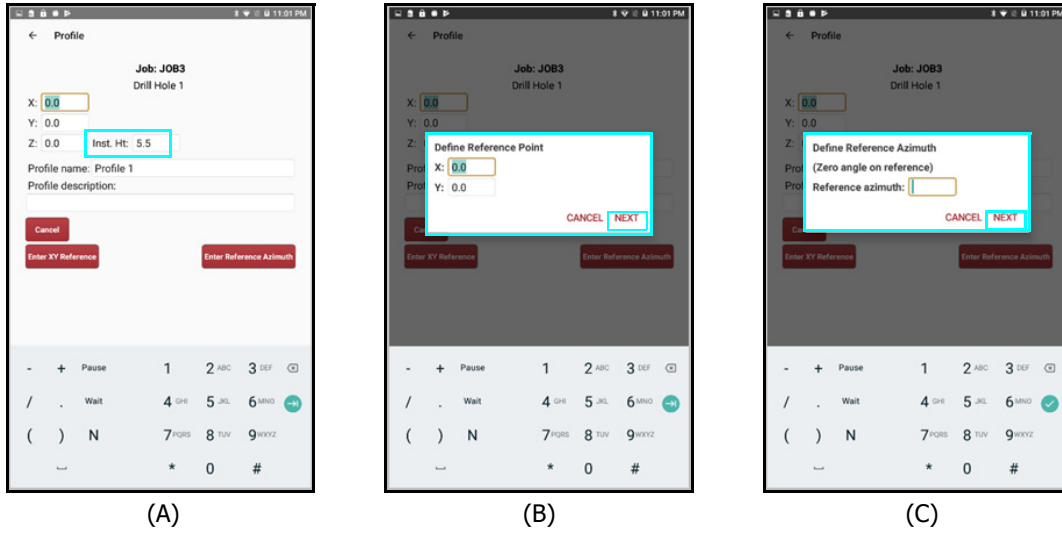 11:01 PM
← Profile
Job: JOB3
Drill Hole 1
X: 0.0
Y: 0.0
Z: 0.0 Inst. Ht: 5.5
Profile name: Profile 1
Profile description:
Cancel
Enter XY Reference Enter Reference Azimuth
- + Pause 1 2 ABC 3 DEF
/ . Wait 4 GHI 5 JKL 6 MNO
( ) N 7 PQRS 8 TUV 9 WXYZ
* 0 #
(A)
11:01 PM
← Profile
Job: JOB3
Drill Hole 1
X: 0.0
Y: 0.0
Z:
Define Reference Point
X: 0.0
Y: 0.0
CANCEL NEXT
Prof
Prof
Ca
Enter XY Reference Enter Reference Azimuth
- + Pause 1 2 ABC 3 DEF
/ . Wait 4 GHI 5 JKL 6 MNO
( ) N 7 PQRS 8 TUV 9 WXYZ
* 0 #
(B)
11:01 PM
← Profile
Job: JOB3
Drill Hole 1
X: 0.0
Y: 0.0
Z:
Define Reference Azimuth
(Zero angle on reference)
Reference azimuth:
CANCEL NEXT
Prof
Prof
Ca
Enter XY Reference Enter Reference Azimuth
- + Pause 1 2 ABC 3 DEF
/ . Wait 4 GHI 5 JKL 6 MNO
( ) N 7 PQRS 8 TUV 9 WXYZ
* 0 #
(C)